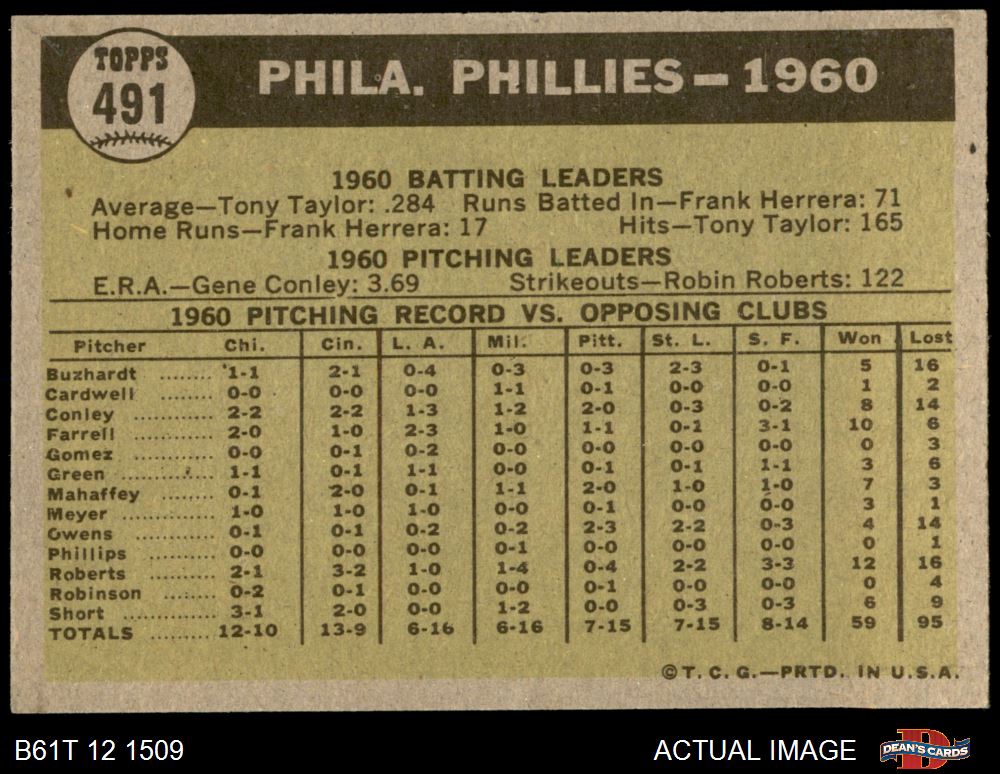 TOPPS
491
PHILA. PHILLIES—1960
1960 BATTING LEADERS
Average—Tony Taylor: .284 Runs Batted In—Frank Herrera: 71
Home Runs—Frank Herrera: 17 Hits—Tony Taylor: 165
1960 PITCHING LEADERS
E.R.A.—Gene Conley: 3.69 Strikeouts—Robin Roberts: 122
1960 PITCHING RECORD VS. OPPOSING CLUBS
Pitcher Chi. Cin. L. A. Mil. Pitt. St. L. S. F. Won Lost
Buzhardt ........ 1-1 2-1 0-4 0-3 0-3 2-3 0-1 5 16
Cardwell ........ 0-0 0-0 0-0 1-1 0-1 0-0 0-0 1 2
Conley ............ 2-2 2-2 1-3 1-2 2-0 0-3 0-2 8 14
Farrell ............ 2-0 1-0 2-3 1-0 1-1 0-1 3-1 10 6
Gomez ............ 0-0 0-1 0-2 0-0 0-0 0-0 0-0 0 3
Green .............. 1-1 0-1 1-1 0-0 0-1 0-1 1-1 3 6
Mahaffey ........ 0-1 2-0 0-1 1-1 2-0 1-0 1-0 7 3
Meyer .............. 1-0 1-0 1-0 0-0 0-1 0-0 0-0 3 1
Owens ............ 0-1 0-1 0-2 0-2 2-3 2-2 0-3 4 14
Phillips .......... 0-0 0-0 0-0 0-1 0-0 0-0 0-0 0 1
Roberts .......... 2-1 3-2 1-0 1-4 0-4 2-2 3-3 12 16
Robinson ........ 0-2 0-1 0-0 0-0 0-1 0-0 0-0 0 4
Short .............. 3-1 2-0 0-0 1-2 0-0 0-3 0-3 6 9
TOTALS .......... 12-10 13-9 6-16 6-16 7-15 7-15 8-14 59 95
©T. C. G.—PRTD. IN U.S.A.
B61T 12 1509 ACTUAL IMAGE DEAN'S CARDS